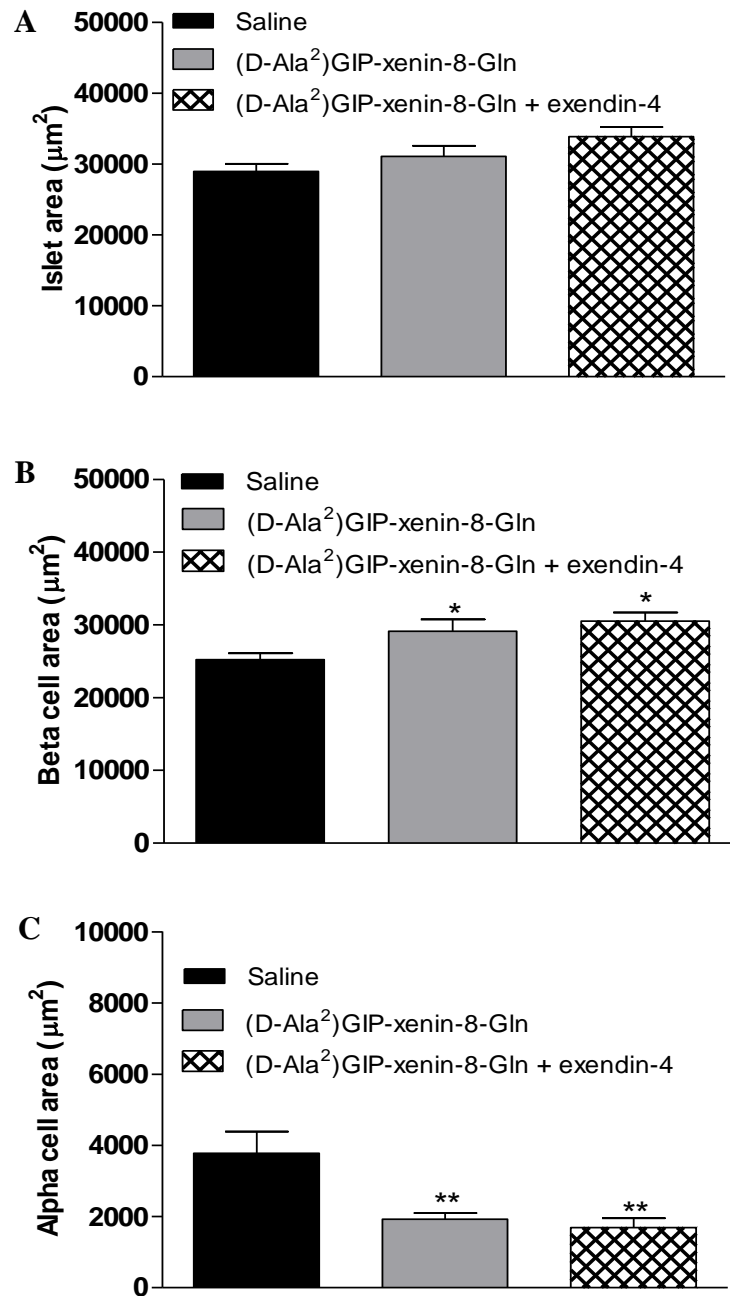 A
50000
40000
30000
20000
10000
0
Islet area (μm²)
Saline
(D-Ala²)GIP-xenin-8-Gln
(D-Ala²)GIP-xenin-8-Gln + exendin-4
B
50000
40000
30000
20000
10000
0
Beta cell area (μm²)
Saline
(D-Ala²)GIP-xenin-8-Gln
(D-Ala²)GIP-xenin-8-Gln + exendin-4
*
*
C
10000
8000
6000
4000
2000
0
Alpha cell area (μm²)
Saline
(D-Ala²)GIP-xenin-8-Gln
(D-Ala²)GIP-xenin-8-Gln + exendin-4
**
**